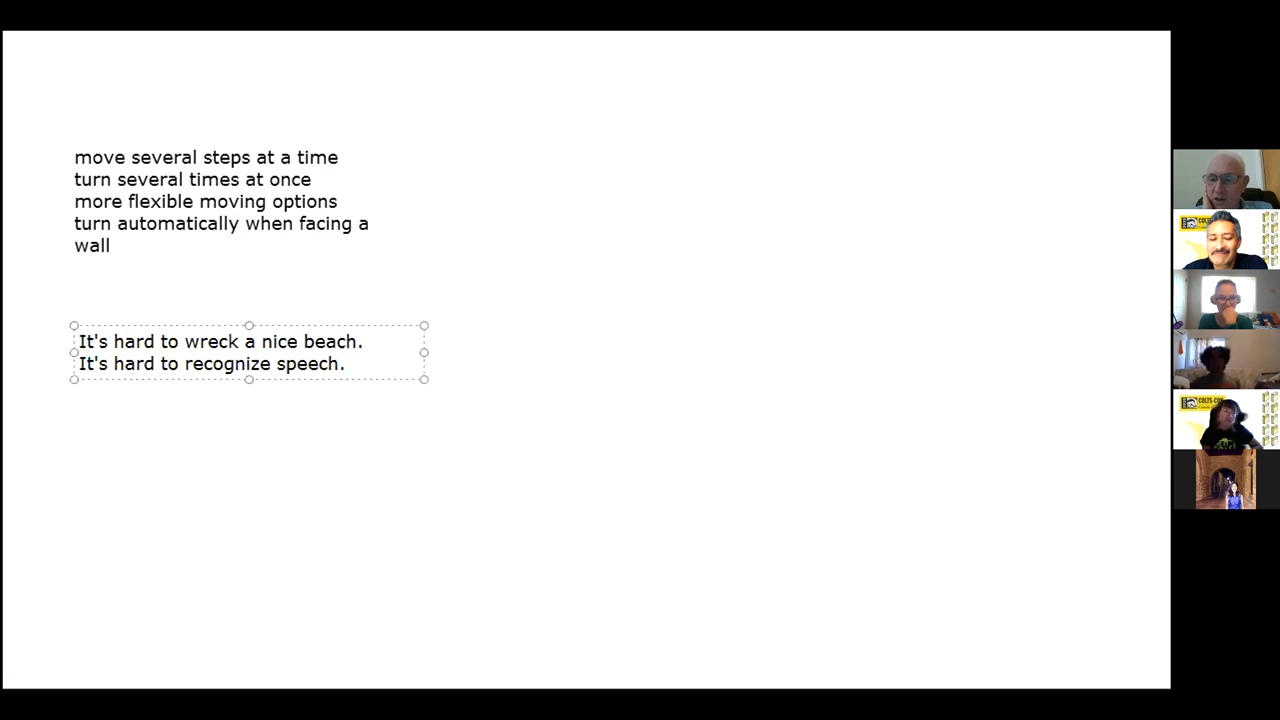 move several steps at a time
turn several times at once
more flexible moving options
turn automatically when facing a
wall
It's hard to wreck a nice beach.
It's hard to recognize speech.